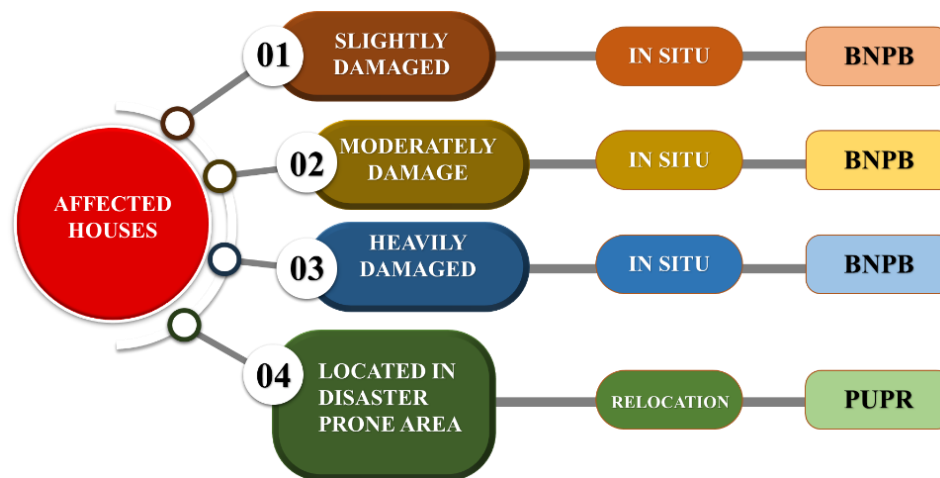 AFFECTED
HOUSES
01
SLIGHTLY
DAMAGED
IN SITU
BNPB
02
MODERATELY
DAMAGE
IN SITU
BNPB
03
HEAVILY
DAMAGED
IN SITU
BNPB
04
LOCATED IN
DISASTER
PRONE AREA
RELOCATION
PUPR